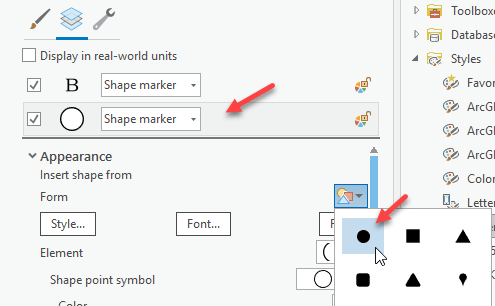 Toolbox
Display in real-world units
Database
Styles
B Shape marker
Favor
Shape marker
ArcGI
ArcGI
ArcGI
Appearance
Insert shape from
Color
Form
Letter
Style... Font...
Element
Shape point symbol
Color